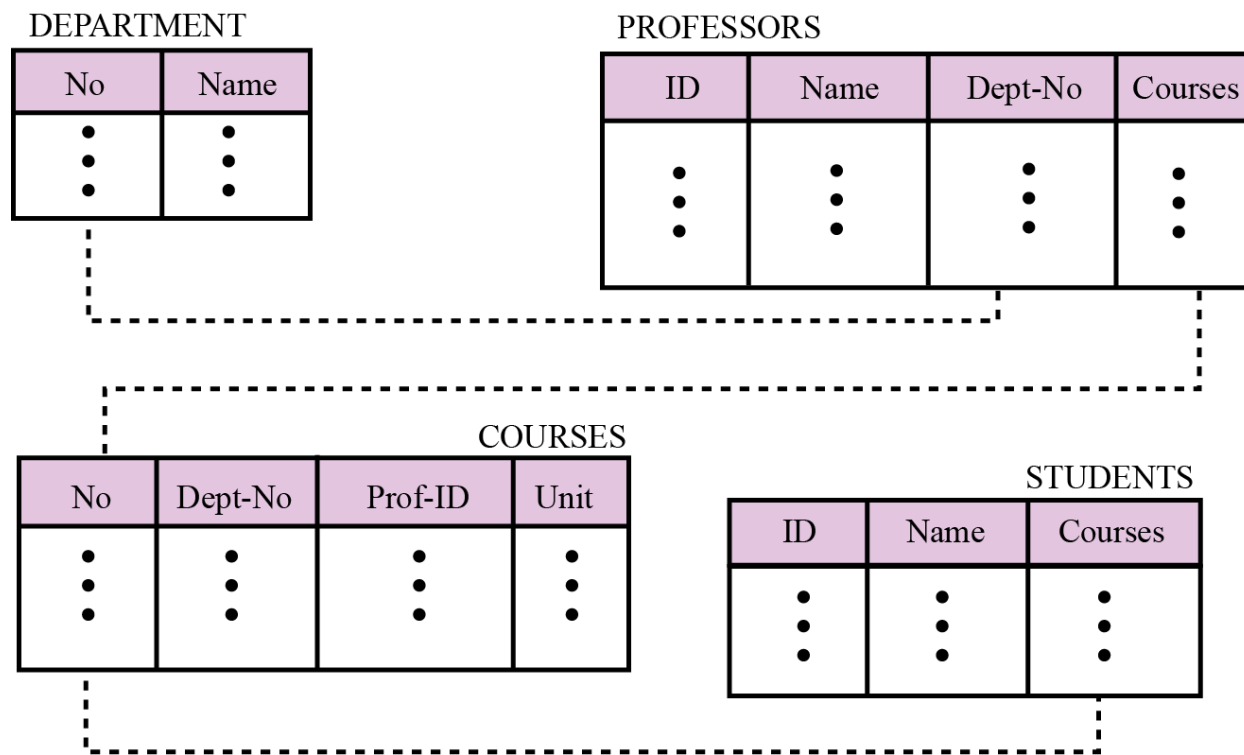 DEPARTMENT
No Name
PROFESSORS
ID Name Dept-No Courses
COURSES
No Dept-No Prof-ID Unit
STUDENTS
ID Name Courses